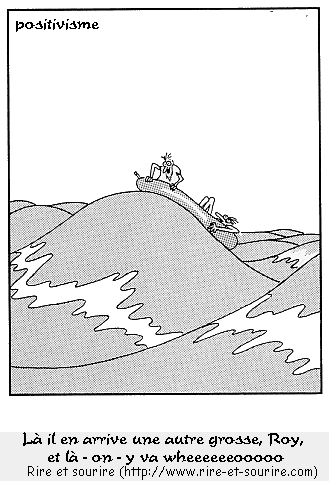 positivisme
Là il en arrive une autre grosse, Roy,
et là - on - y va wheeeeeeooooo
Rire et sourire (http://www.rire-et-sourire.com)